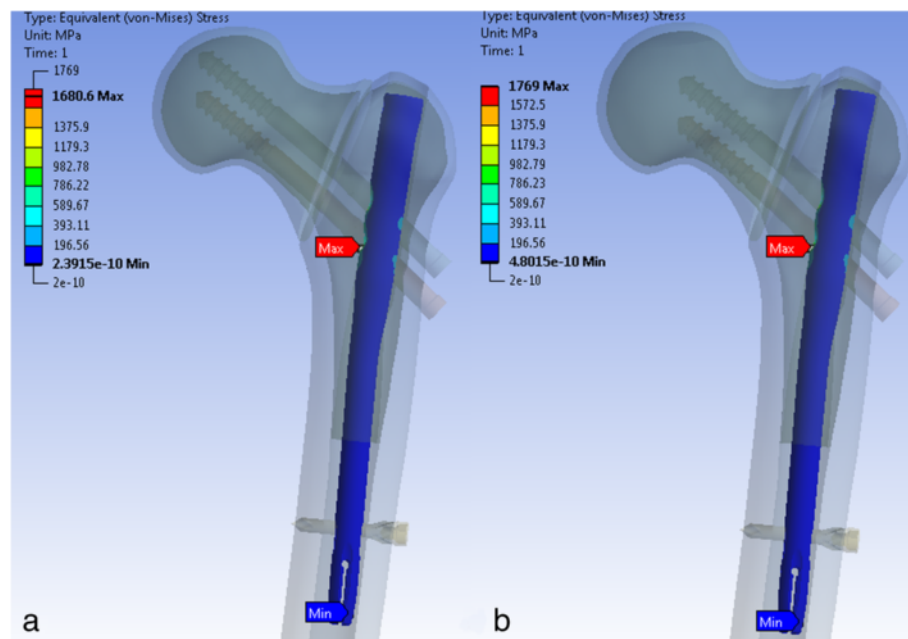 Type: Equivalent (von-Mises) Stress
Unit: MPa
Time: 1
1769
1680.6 Max
1375.9
1179.3
982.78
786.22
589.67
393.11
196.56
2.3915e-10 Min
2e-10
Max
Min
a
Type: Equivalent (von-Mises) Stress
Unit: MPa
Time: 1
1769 Max
1572.5
1375.9
1179.3
982.79
786.23
589.67
393.11
196.56
4.8015e-10 Min
2e-10
Max
Min
b